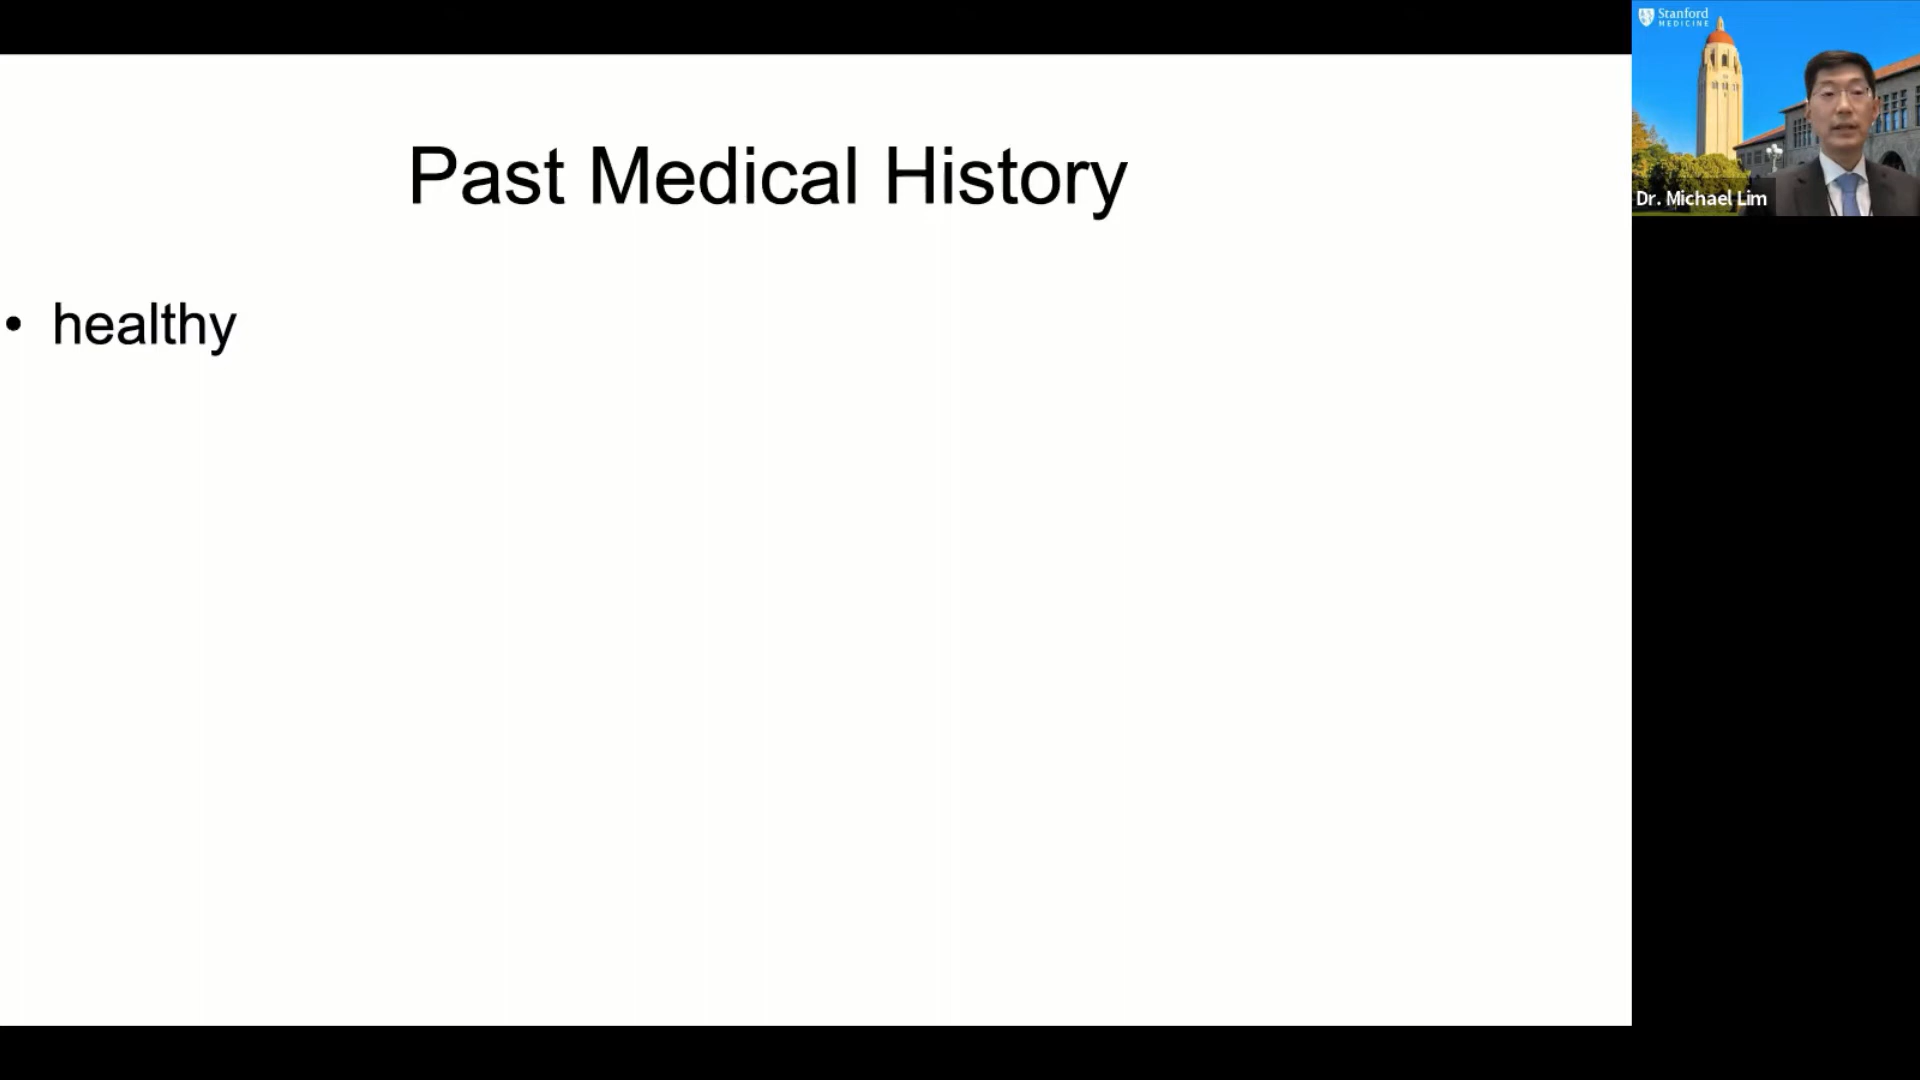 Past Medical History
• healthy
Stanford
MEDICINE
Dr. Michael Lim